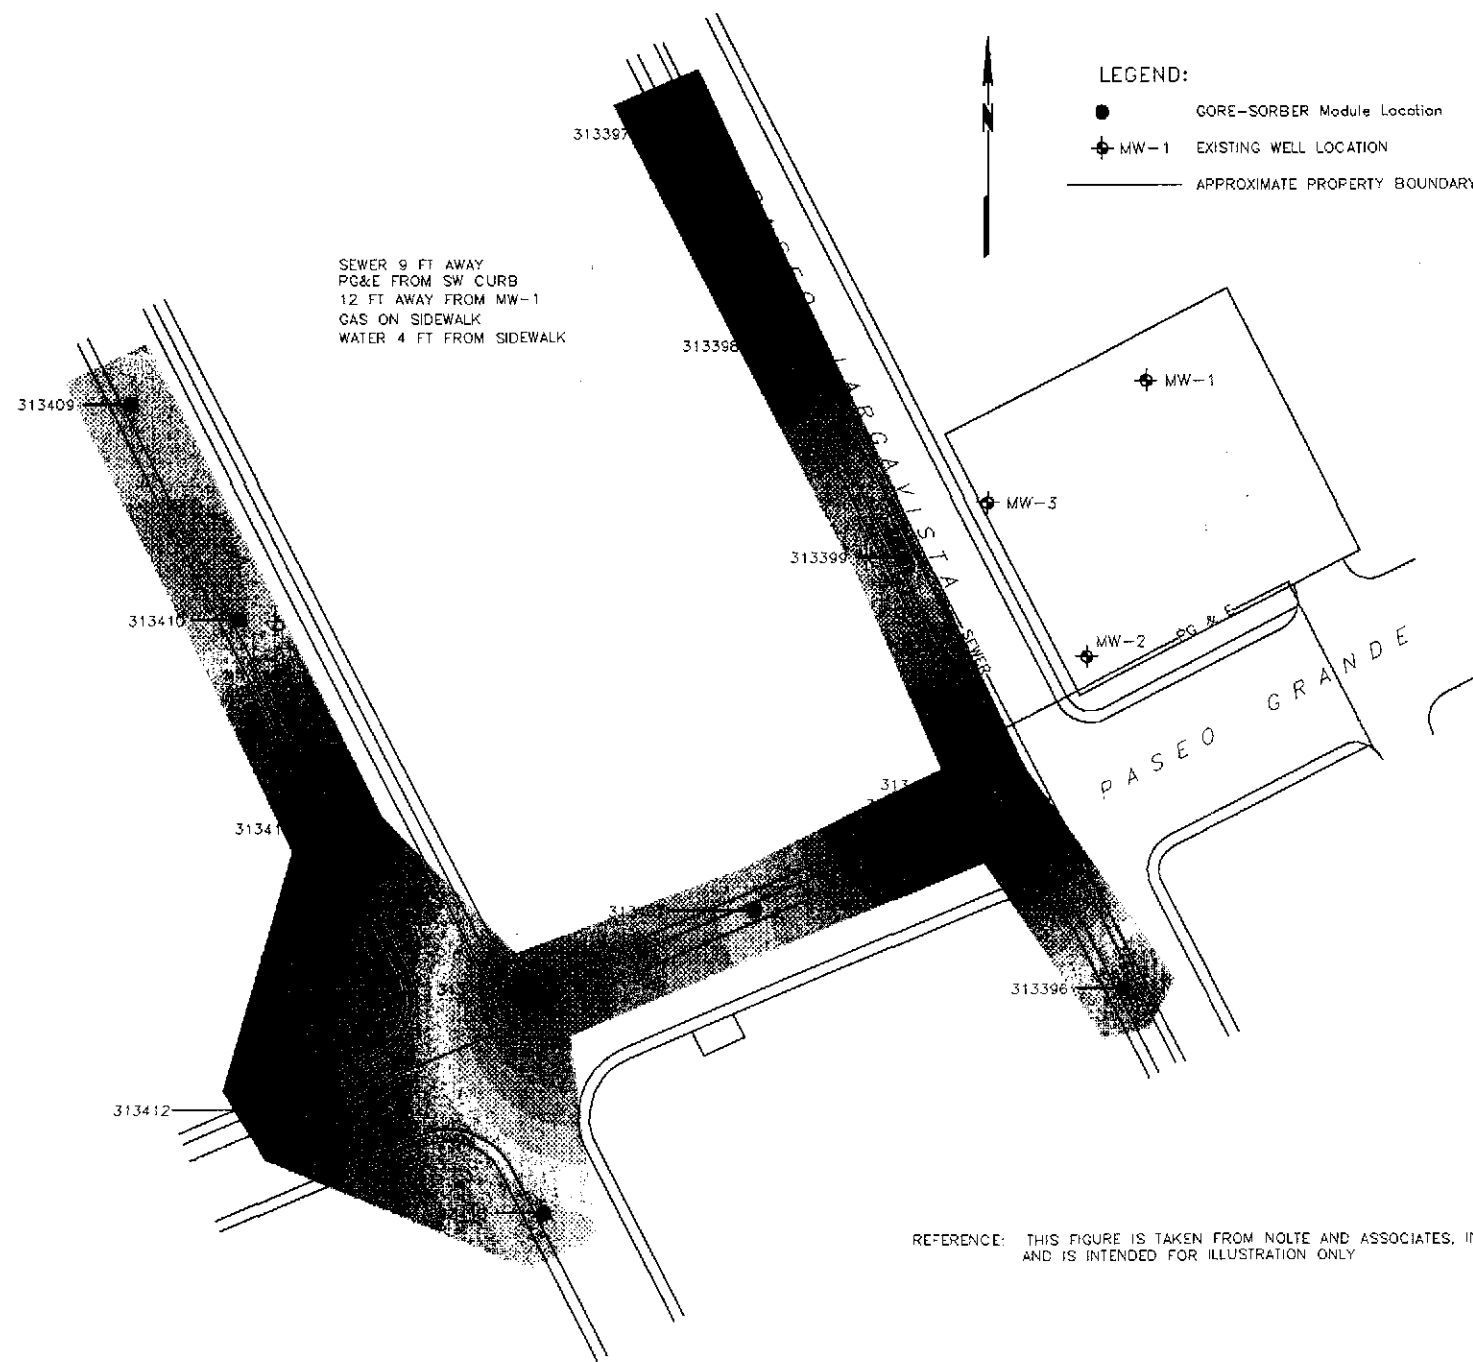 LEGEND:
GORE-SORBER Module Location
MW-1 EXISTING WELL LOCATION
APPROXIMATE PROPERTY BOUNDARY
N
SEWER 9 FT AWAY
PG&E FROM SW CURB
12 FT AWAY FROM MW-1
GAS ON SIDEWALK
WATER 4 FT FROM SIDEWALK
313397
313398
313399
313409
313410
31341
313412
313396
MW-1
MW-3
MW-2
PG & E
SEWER
PASEO LARGAVISTA
PASEO GRANDE
REFERENCE: THIS FIGURE IS TAKEN FROM NOLTE AND ASSOCIATES,
AND IS INTENDED FOR ILLUSTRATION ONLY